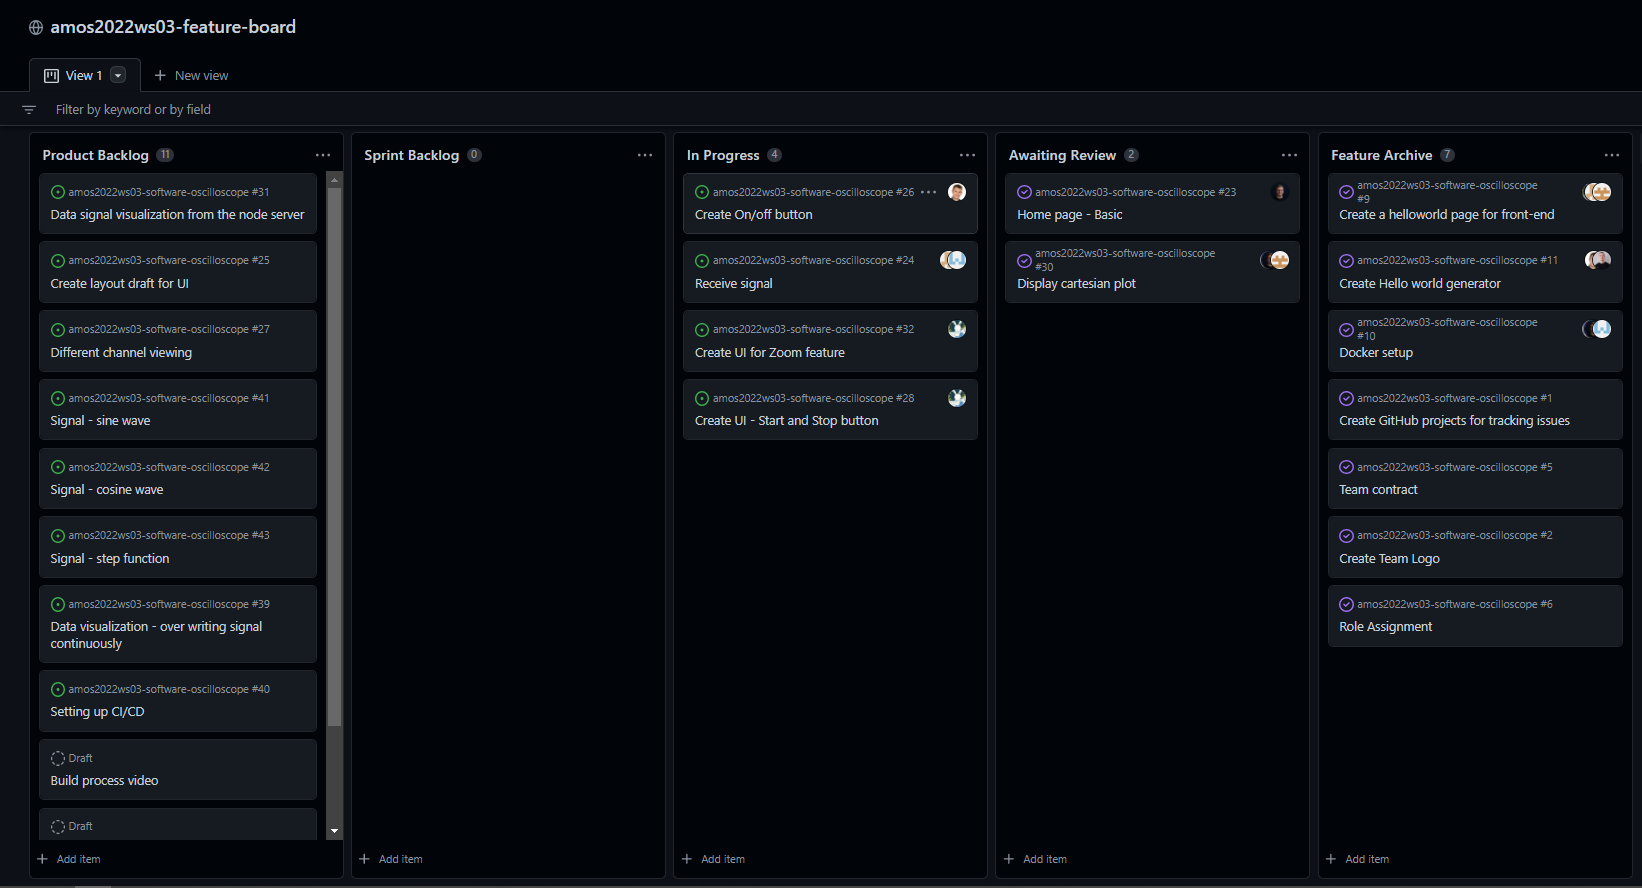 amos2022ws03-feature-board
View 1
New view
Filter by keyword or by field
Product Backlog 11
amos2022ws03-software-oscilloscope #31
Data signal visualization from the node server
amos2022ws03-software-oscilloscope #25
Create layout draft for UI
amos2022ws03-software-oscilloscope #27
Different channel viewing
amos2022ws03-software-oscilloscope #41
Signal - sine wave
amos2022ws03-software-oscilloscope #42
Signal - cosine wave
amos2022ws03-software-oscilloscope #43
Signal - step function
amos2022ws03-software-oscilloscope #39
Data visualization - over writing signal
continuously
amos2022ws03-software-oscilloscope #40
Setting up CI/CD
Draft
Build process video
Draft
Add item
Sprint Backlog 0
Add item
In Progress 4
amos2022ws03-software-oscilloscope #26
Create On/off button
amos2022ws03-software-oscilloscope #24
Receive signal
amos2022ws03-software-oscilloscope #32
Create UI for Zoom feature
amos2022ws03-software-oscilloscope #28
Create UI - Start and Stop button
Add item
Awaiting Review 2
amos2022ws03-software-oscilloscope #23
Home page - Basic
amos2022ws03-software-oscilloscope
#30
Display cartesian plot
Add item
Feature Archive 7
amos2022ws03-software-oscilloscope
#9
Create a helloworld page for front-end
amos2022ws03-software-oscilloscope #11
Create Hello world generator
amos2022ws03-software-oscilloscope
#10
Docker setup
amos2022ws03-software-oscilloscope #1
Create GitHub projects for tracking issues
amos2022ws03-software-oscilloscope #5
Team contract
amos2022ws03-software-oscilloscope #2
Create Team Logo
amos2022ws03-software-oscilloscope #6
Role Assignment
Add item